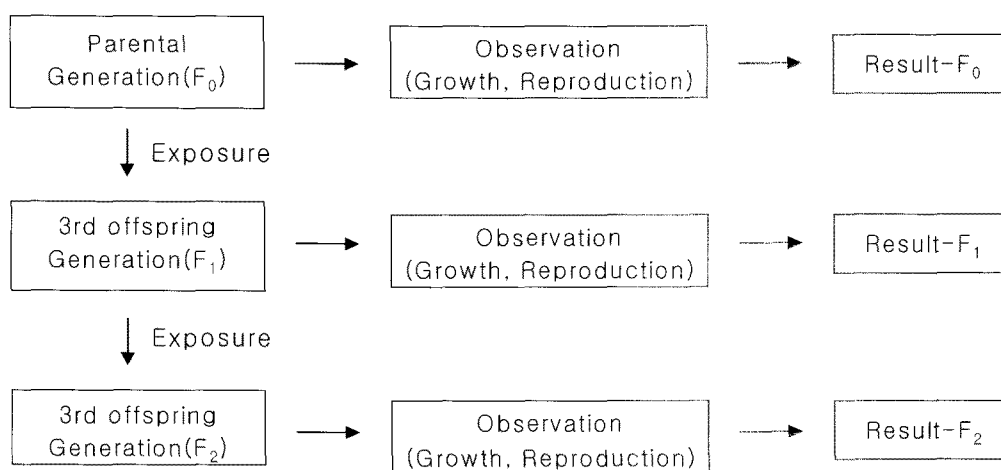 Parental
Generation(F₀)
Observation
(Growth, Reproduction)
Result-F₀
Exposure
3rd offspring
Generation(F₁)
Observation
(Growth, Reproduction)
Result-F₁
Exposure
3rd offspring
Generation(F₂)
Observation
(Growth, Reproduction)
Result-F₂